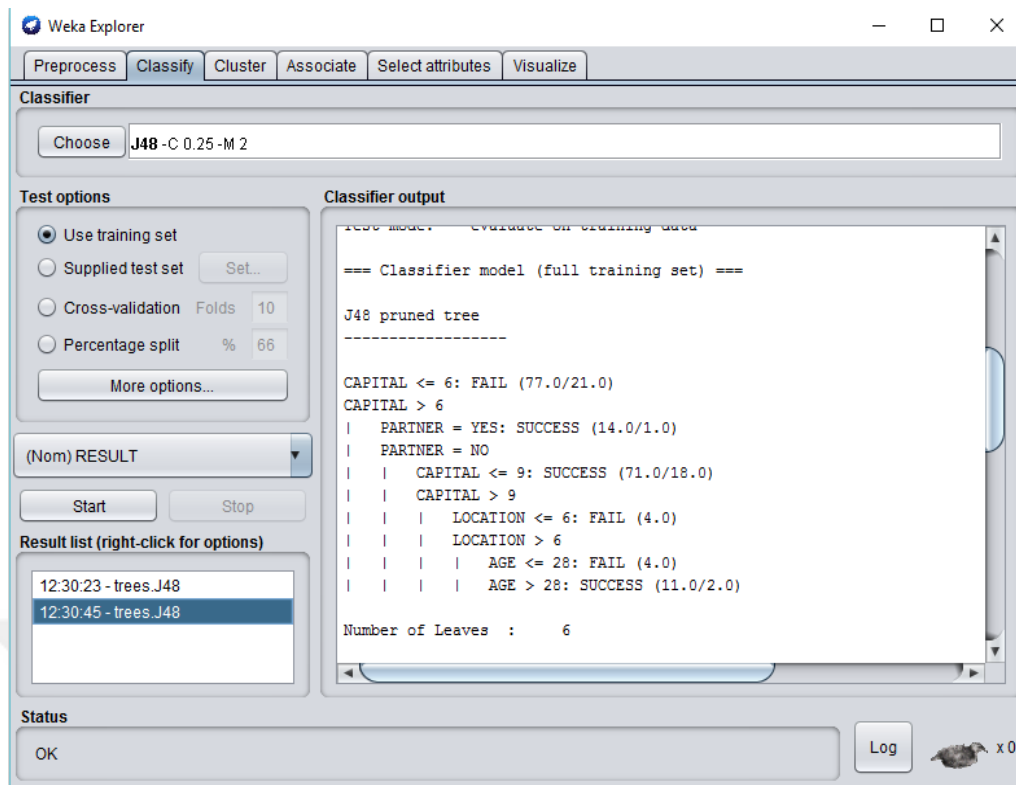 Weka Explorer
Preprocess Classify Cluster Associate Select attributes Visualize
Classifier
Choose J48 -C 0.25 -M 2
Test options
Use training set
Supplied test set Set...
Cross-validation Folds 10
Percentage split % 66
More options...
(Nom) RESULT
Start Stop
Result list (right-click for options)
12:30:23 - trees.J48
12:30:45 - trees.J48
Classifier output
Test mode: evaluate on training data
=== Classifier model (full training set) ===
J48 pruned tree
------------------
CAPITAL <= 6: FAIL (77.0/21.0)
CAPITAL > 6
|   PARTNER = YES: SUCCESS (14.0/1.0)
|   PARTNER = NO
|   |   CAPITAL <= 9: SUCCESS (71.0/18.0)
|   |   CAPITAL > 9
|   |   |   LOCATION <= 6: FAIL (4.0)
|   |   |   LOCATION > 6
|   |   |   |   AGE <= 28: FAIL (4.0)
|   |   |   |   AGE > 28: SUCCESS (11.0/2.0)
Number of Leaves  :     6
Status
OK
Log
x 0